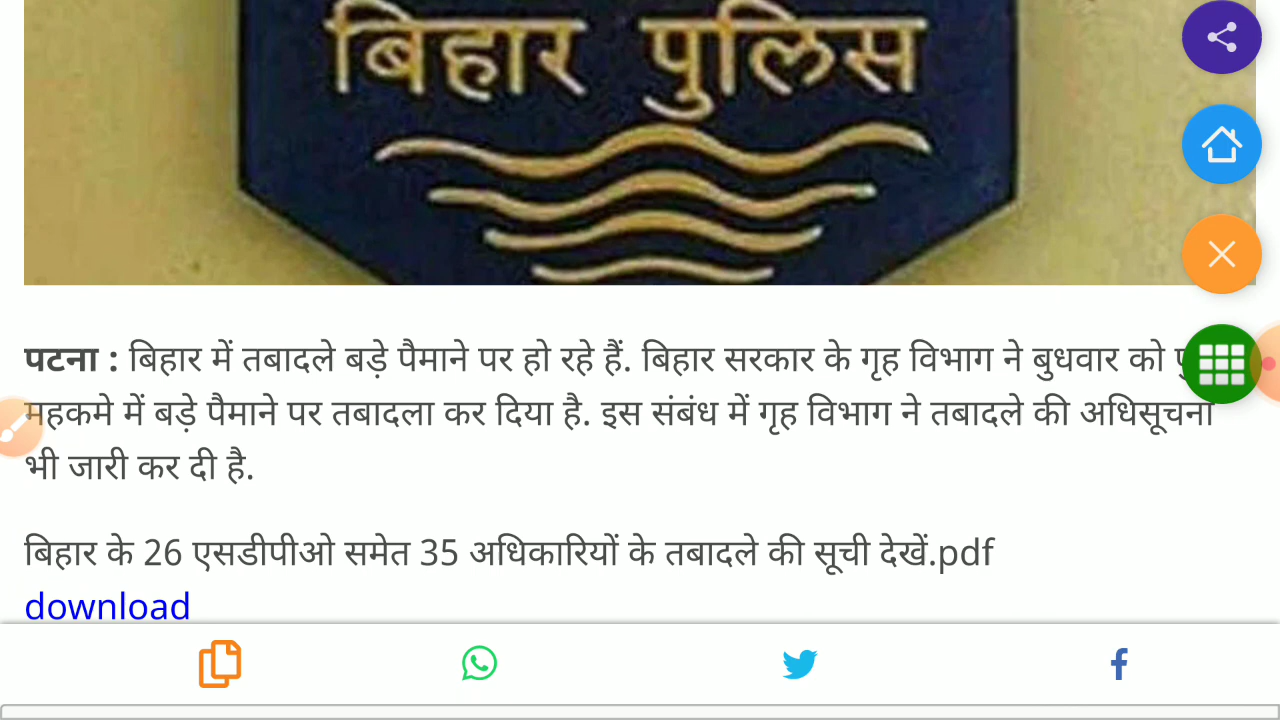 बिहार पुलिस
पटना : बिहार में तबादले बड़े पैमाने पर हो रहे हैं. बिहार सरकार के गृह विभाग ने बुधवार को
महकमे में बड़े पैमाने पर तबादला कर दिया है. इस संबंध में गृह विभाग ने तबादले की अधिसूचना
भी जारी कर दी है.
बिहार के 26 एसडीपीओ समेत 35 अधिकारियों के तबादले की सूची देखें.pdf
download